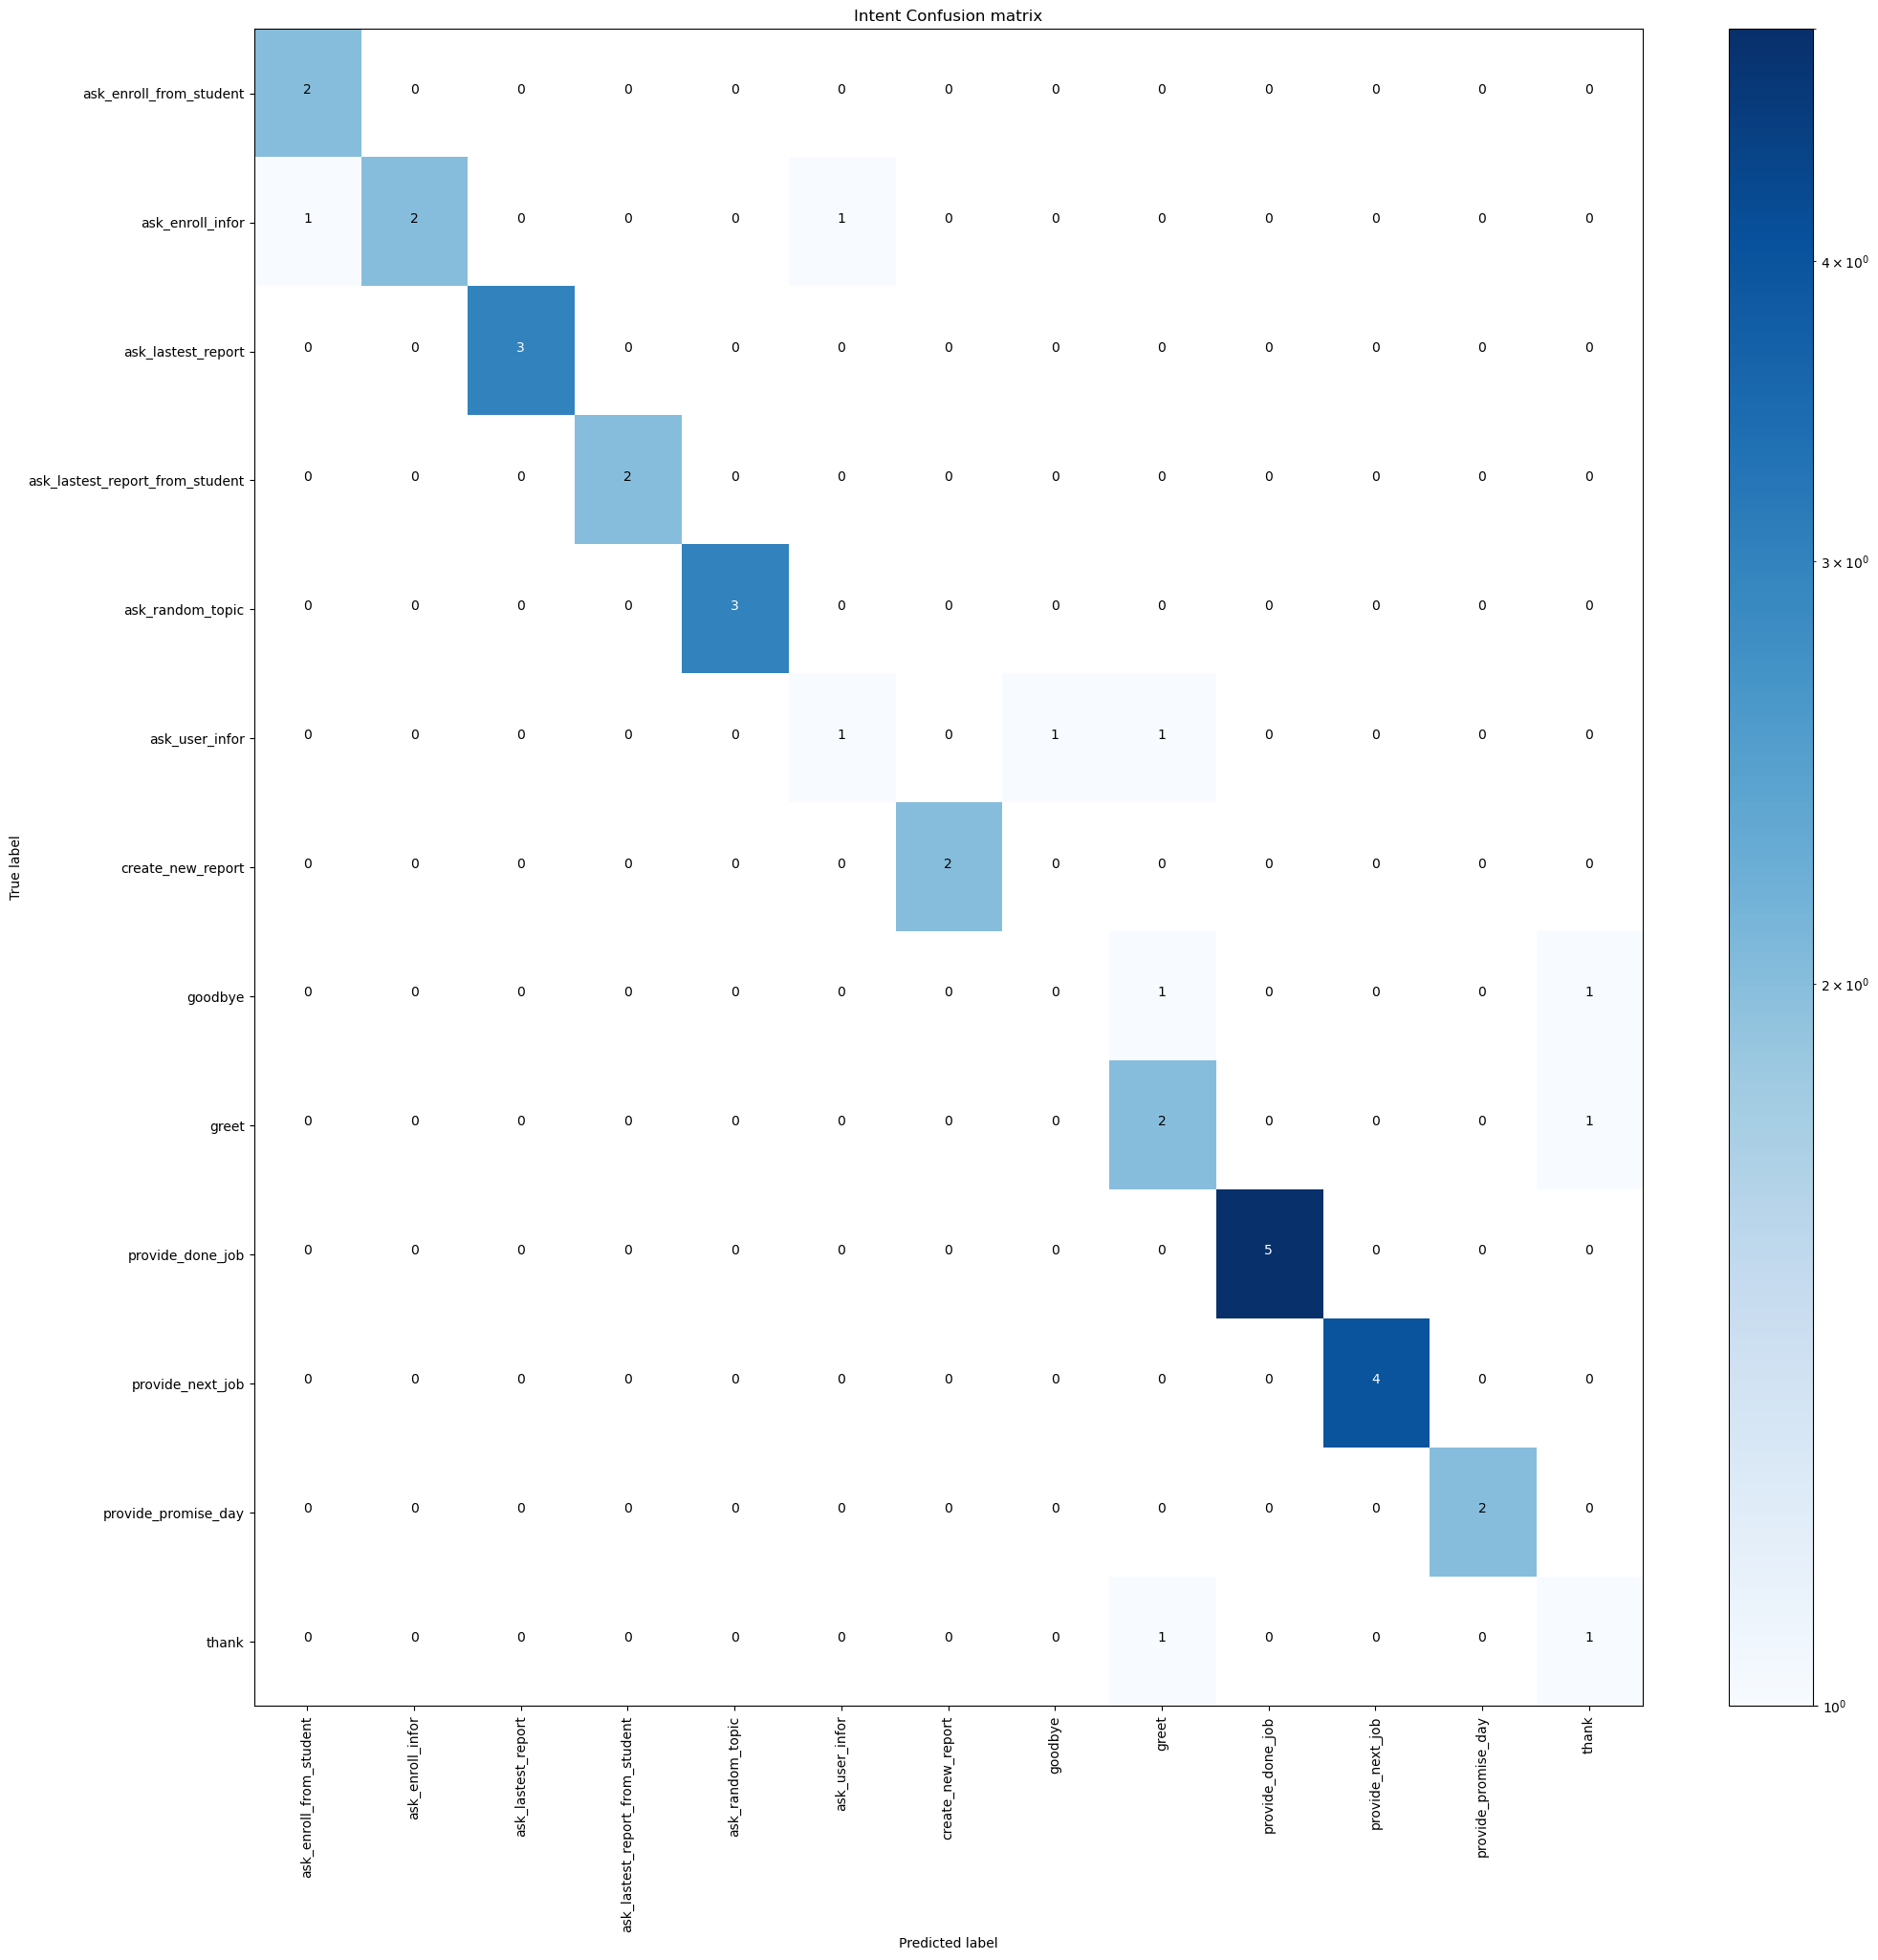 Intent Confusion matrix
True label
ask_enroll_from_student 2 0 0 0 0 0 0 0 0 0 0 0 0
ask_enroll_infor 1 2 0 0 0 1 0 0 0 0 0 0 0
ask_lastest_report 0 0 3 0 0 0 0 0 0 0 0 0 0
ask_lastest_report_from_student 0 0 0 2 0 0 0 0 0 0 0 0 0
ask_random_topic 0 0 0 0 3 0 0 0 0 0 0 0 0
ask_user_infor 0 0 0 0 0 1 0 1 1 0 0 0 0
create_new_report 0 0 0 0 0 0 2 0 0 0 0 0 0
goodbye 0 0 0 0 0 0 0 0 1 0 0 0 1
greet 0 0 0 0 0 0 0 0 2 0 0 0 1
provide_done_job 0 0 0 0 0 0 0 0 0 5 0 0 0
provide_next_job 0 0 0 0 0 0 0 0 0 0 4 0 0
provide_promise_day 0 0 0 0 0 0 0 0 0 0 0 2 0
thank 0 0 0 0 0 0 0 0 1 0 0 0 1
ask_enroll_from_student
ask_enroll_infor
ask_lastest_report
ask_lastest_report_from_student
ask_random_topic
ask_user_infor
create_new_report
goodbye
greet
provide_done_job
provide_next_job
provide_promise_day
thank
Predicted label
4 × 10⁰
3 × 10⁰
2 × 10⁰
10⁰